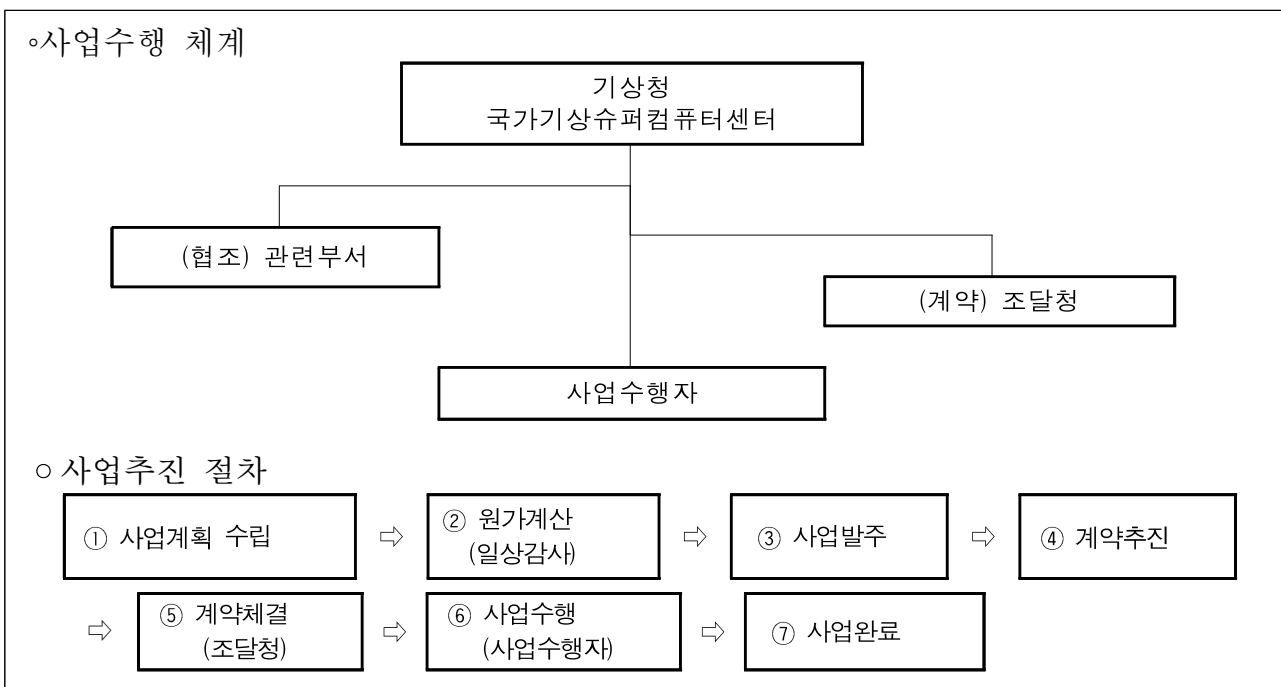 ◦사업수행 체계
기상청
국가기상슈퍼컴퓨터센터
(협조) 관련부서
(계약) 조달청
사업수행자
○ 사업추진 절차
① 사업계획 수립 ⇨ ② 원가계산 (일상감사) ⇨ ③ 사업발주 ⇨ ④ 계약추진
⇨ ⑤ 계약체결 (조달청) ⇨ ⑥ 사업수행 (사업수행자) ⇨ ⑦ 사업완료